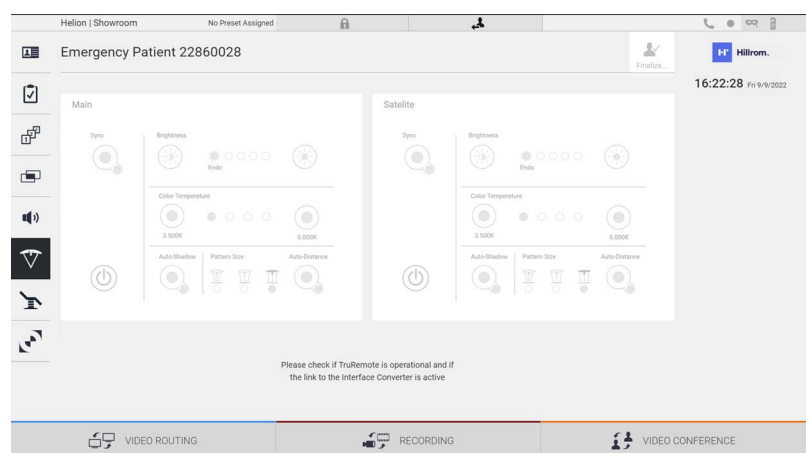 Helion | Showroom
No Preset Assigned
Emergency Patient 22860028
Finalize...
Hillrom.
16:22:28 Fri 9/9/2022
Main
Sync
Brightness
Endo
Color Temperature
3.500K
5.000K
Auto-Shadow
Pattern Size
Auto-Distance
Satelite
Sync
Brightness
Endo
Color Temperature
3.500K
5.000K
Auto-Shadow
Pattern Size
Auto-Distance
Please check if TruRemote is operational and if
the link to the Interface Converter is active
VIDEO ROUTING
RECORDING
VIDEO CONFERENCE